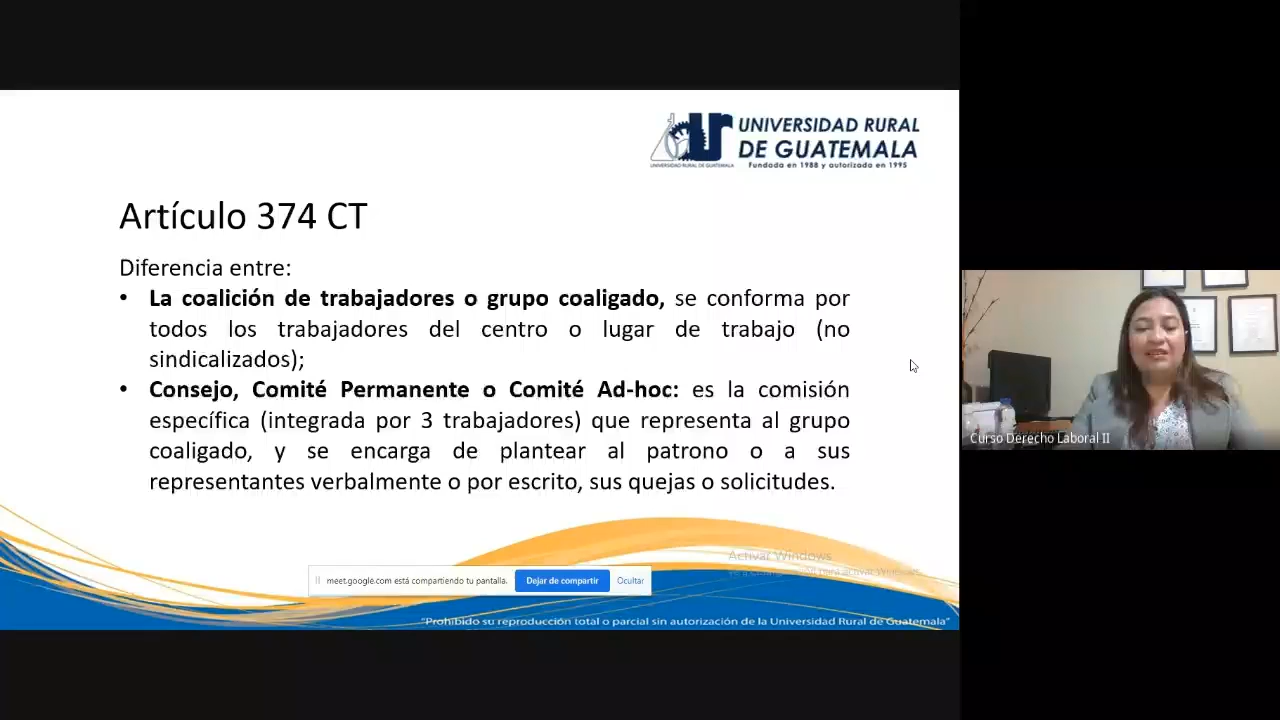 UNIVERSIDAD RURAL
DE GUATEMALA
Fundada en 1988 y autorizada en 1995
UNIVERSIDAD RURAL DE GUATEMALA
Artículo 374 CT
Diferencia entre:
• La coalición de trabajadores o grupo coaligado, se conforma por
todos los trabajadores del centro o lugar de trabajo (no
sindicalizados);
• Consejo, Comité Permanente o Comité Ad-hoc: es la comisión
específica (integrada por 3 trabajadores) que representa al grupo
coaligado, y se encarga de plantear al patrono o a sus
representantes verbalmente o por escrito, sus quejas o solicitudes.
Curso Derecho Laboral II
Activar Windows
meet.google.com está compartiendo tu pantalla.
Dejar de compartir
Ocultar
"Prohibido su reproducción total o parcial sin autorización de la Universidad Rural de Guatemala"